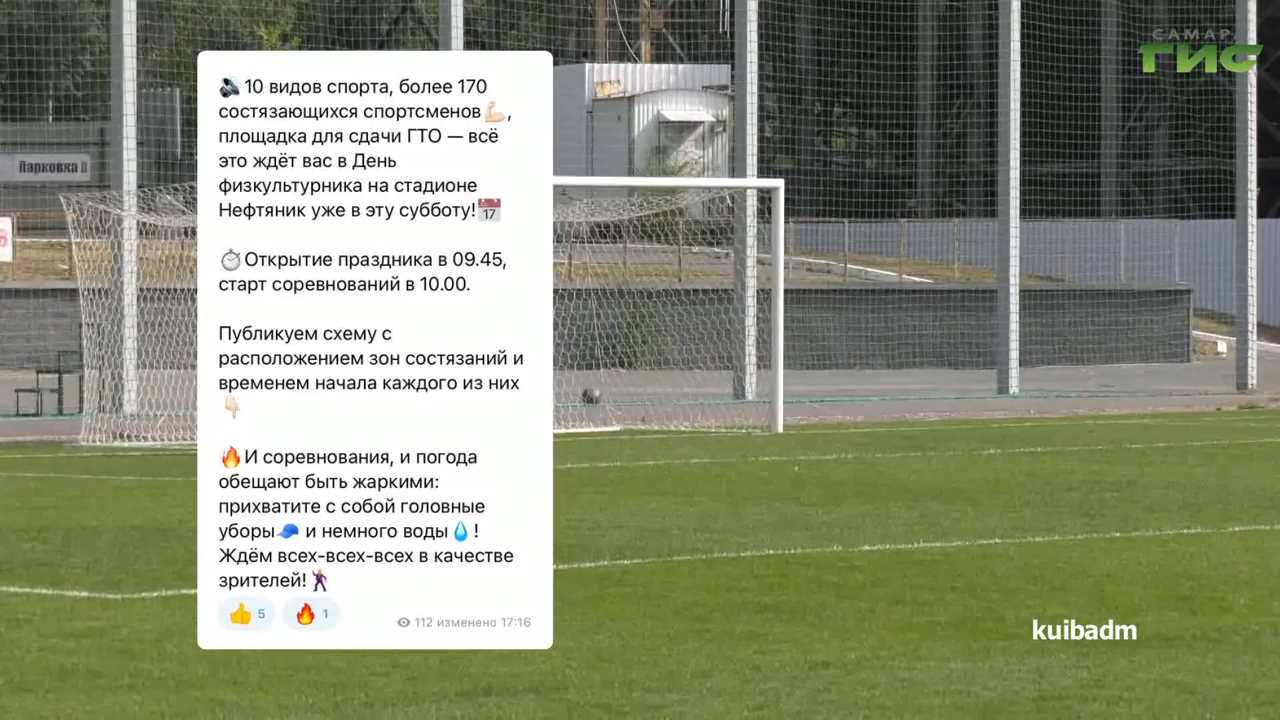 САМАРА
ГИС
Парковка
10 видов спорта, более 170
состязающихся спортсменов💪🏻,
площадка для сдачи ГТО — всё
это ждёт вас в День
физкультурника на стадионе
Нефтяник уже в эту субботу!📅
⏱Открытие праздника в 09.45,
старт соревнований в 10.00.
Публикуем схему с
расположением зон состязаний и
временем начала каждого из них
👇🏻
🔥И соревнования, и погода
обещают быть жаркими:
прихватите с собой головные
уборы🧢 и немного воды💧!
Ждём всех-всех-всех в качестве
зрителей!
👍 5 🔥 1 112 изменено 17:16
kuibadm